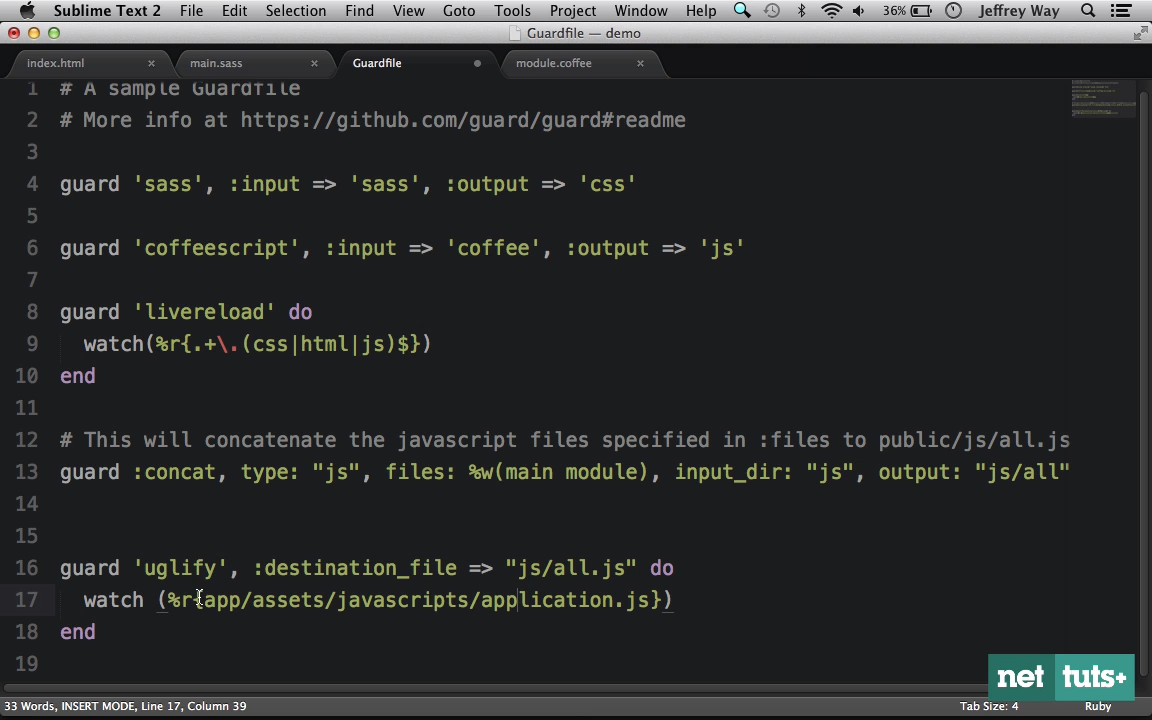 Sublime Text 2 File Edit Selection Find View Goto Tools Project Window Help 36% Jeffrey Way
Guardfile — demo
index.html × main.sass × Guardfile module.coffee ×
1 # A sample Guardfile
2 # More info at https://github.com/guard/guard#readme
3
4 guard 'sass', :input => 'sass', :output => 'css'
5
6 guard 'coffeescript', :input => 'coffee', :output => 'js'
7
8 guard 'livereload' do
9 watch(%r{.+\.(css|html|js)$})
10 end
11
12 # This will concatenate the javascript files specified in :files to public/js/all.js
13 guard :concat, type: "js", files: %w(main module), input_dir: "js", output: "js/all"
14
15
16 guard 'uglify', :destination_file => "js/all.js" do
17 watch (%r{app/assets/javascripts/application.js})
18 end
19
net tuts+
33 Words, INSERT MODE, Line 17, Column 39 Tab Size: 4 Ruby